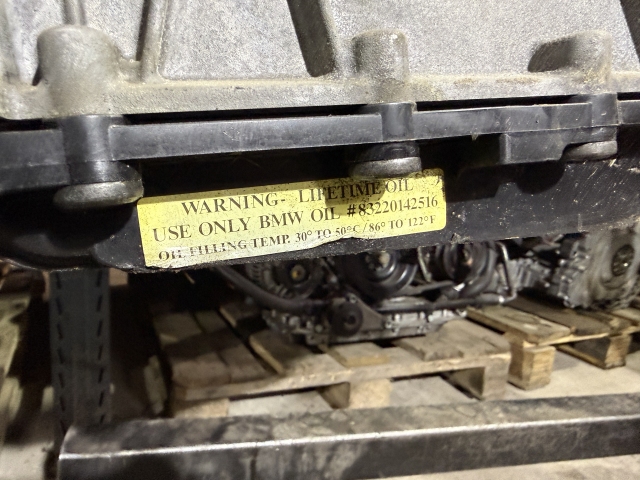 WARNING- LIFETIME OIL
USE ONLY BMW OIL #83220142516
OIL FILLING TEMP. 30° TO 50°C / 86° TO 122°F